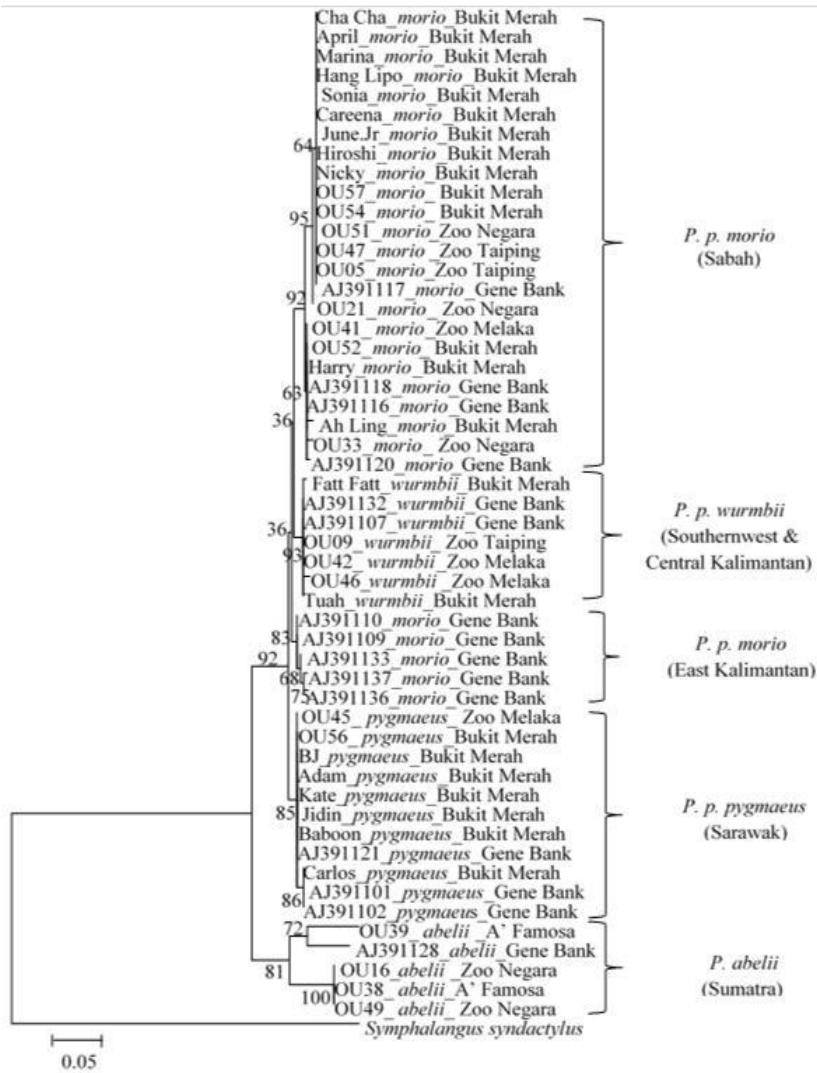 Cha Cha_morio_Bukit Merah
April_morio_Bukit Merah
Marina_morio_Bukit Merah
Hang Lipo_morio_Bukit Merah
Sonia_morio_Bukit Merah
Careena_morio_Bukit Merah
June.Jr_morio_Bukit Merah
64
Hiroshi_morio_Bukit Merah
Nicky_morio_Bukit Merah
OU57_morio_Bukit Merah
OU54_morio_Bukit Merah
95
OU51_morio_Zoo Negara
OU47_morio_Zoo Taiping
OU05_morio_Zoo Taiping
AJ391117_morio_Gene Bank
92
OU21_morio_Zoo Negara
OU41_morio_Zoo Melaka
OU52_morio_Bukit Merah
Harry_morio_Bukit Merah
63
AJ391118_morio_Gene Bank
AJ391116_morio_Gene Bank
36
Ah Ling_morio_Bukit Merah
OU33_morio_ Zoo Negara
AJ391120_morio_Gene Bank
P. p. morio
(Sabah)
Fatt Fatt_wurmbii_Bukit Merah
AJ391132_wurmbii_Gene Bank
AJ391107_wurmbii_Gene Bank
36
OU09_wurmbii_ Zoo Taiping
93
OU42_wurmbii_ Zoo Melaka
OU46_wurmbii_ Zoo Melaka
Tuah_wurmbii_Bukit Merah
P. p. wurmbii
(Southernwest &
Central Kalimantan)
AJ391110_morio_Gene Bank
83
AJ391109_morio_Gene Bank
92
AJ391133_morio_Gene Bank
68
AJ391137_morio_Gene Bank
75
AJ391136_morio_Gene Bank
P. p. morio
(East Kalimantan)
OU45_pygmaeus_ Zoo Melaka
OU56_pygmaeus_Bukit Merah
BJ_pygmaeus_Bukit Merah
Adam_pygmaeus_Bukit Merah
Kate_pygmaeus_Bukit Merah
85
Jidin_pygmaeus_Bukit Merah
Baboon_pygmaeus_Bukit Merah
AJ391121_pygmaeus_Gene Bank
Carlos_pygmaeus_Bukit Merah
86
AJ391101_pygmaeus_Gene Bank
AJ391102_pygmaeus_Gene Bank
P. p. pygmaeus
(Sarawak)
72
OU39_abelii_A' Famosa
AJ391128_abelii_Gene Bank
81
OU16_abelii_Zoo Negara
100
OU38_abelii_A' Famosa
OU49_abelii_Zoo Negara
P. abelii
(Sumatra)
Symphalangus syndactylus
0.05